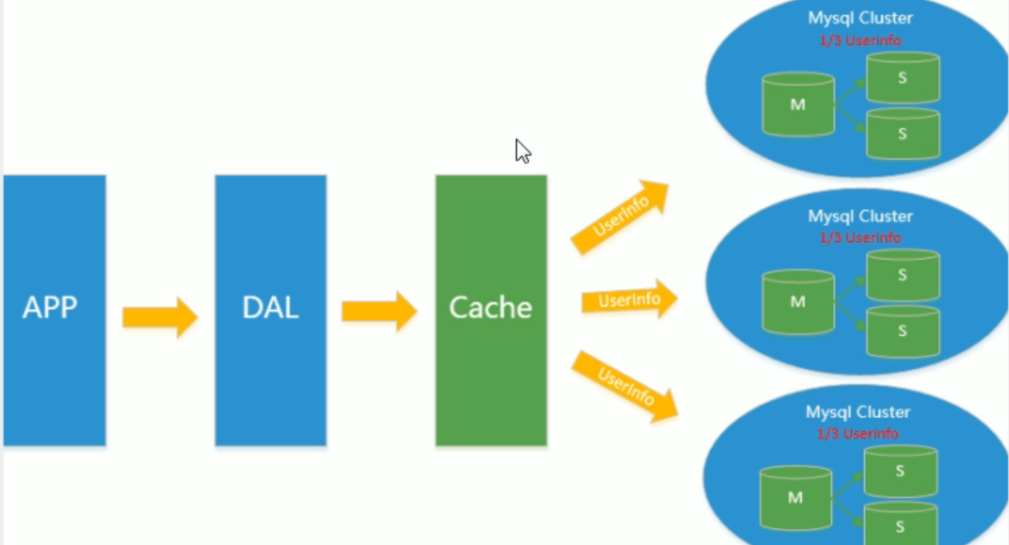 APP
DAL
Cache
UserInfo
UserInfo
UserInfo
Mysql Cluster
1/3 Userinfo
M
S
S
Mysql Cluster
1/3 Userinfo
M
S
S
Mysql Cluster
1/3 Userinfo
M
S
S